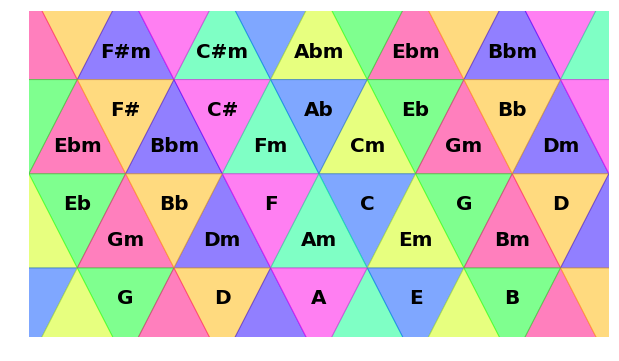 F#m C#m Abm Ebm Bbm
F# C# Ab Eb Bb
Ebm Bbm Fm Cm Gm Dm
Eb Bb F C G D
Gm Dm Am Em Bm
G D A E B